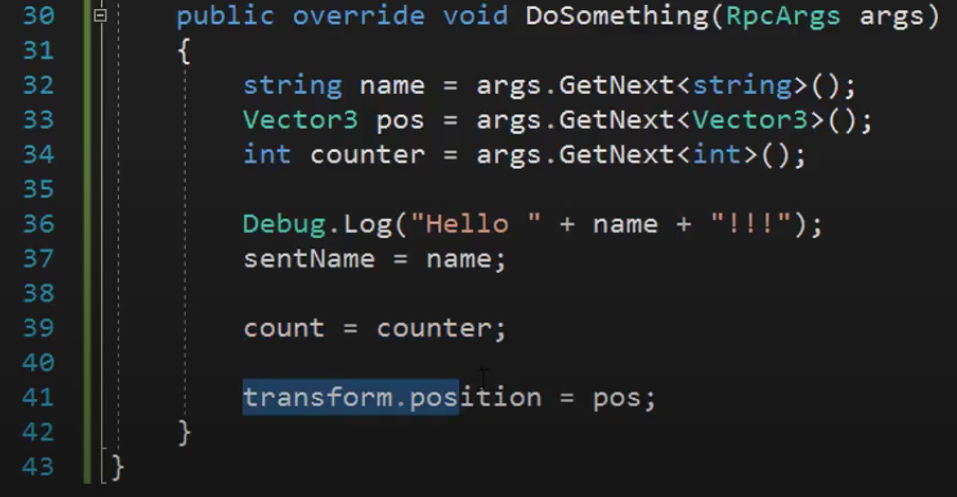 30 public override void DoSomething(RpcArgs args)
31 {
32 string name = args.GetNext<string>();
33 Vector3 pos = args.GetNext<Vector3>();
34 int counter = args.GetNext<int>();
35
36 Debug.Log("Hello " + name + "!!!");
37 sentName = name;
38
39 count = counter;
40
41 transform.position = pos;
42 }
43 }